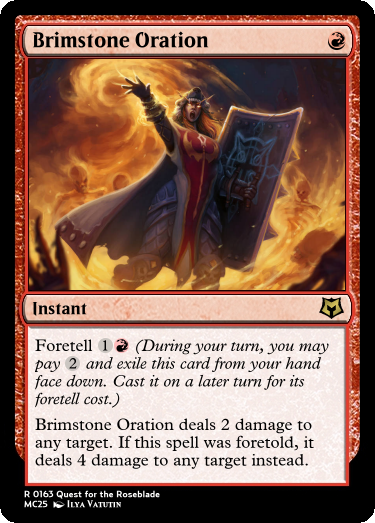 Brimstone Oration
Instant
Foretell 1 (During your turn, you may
pay 2 and exile this card from your hand
face down. Cast it on a later turn for its
foretell cost.)
Brimstone Oration deals 2 damage to
any target. If this spell was foretold, it
deals 4 damage to any target instead.
R 0163 Quest for the Roseblade
MC25 Ilya Vatutin